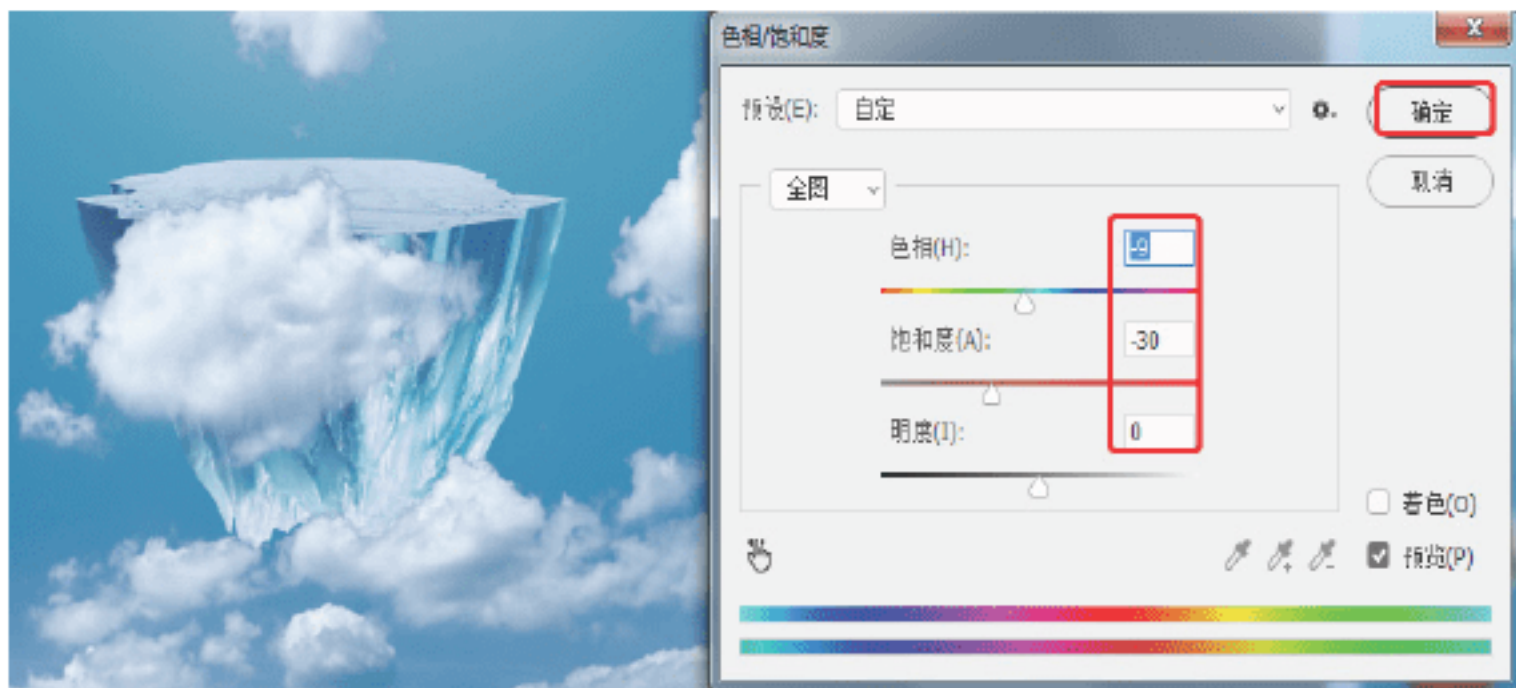 色相/饱和度
预设(E): 自定
确定
取消
全图
色相(H): -9
饱和度(A): -30
明度(I): 0
着色(O)
预览(P)